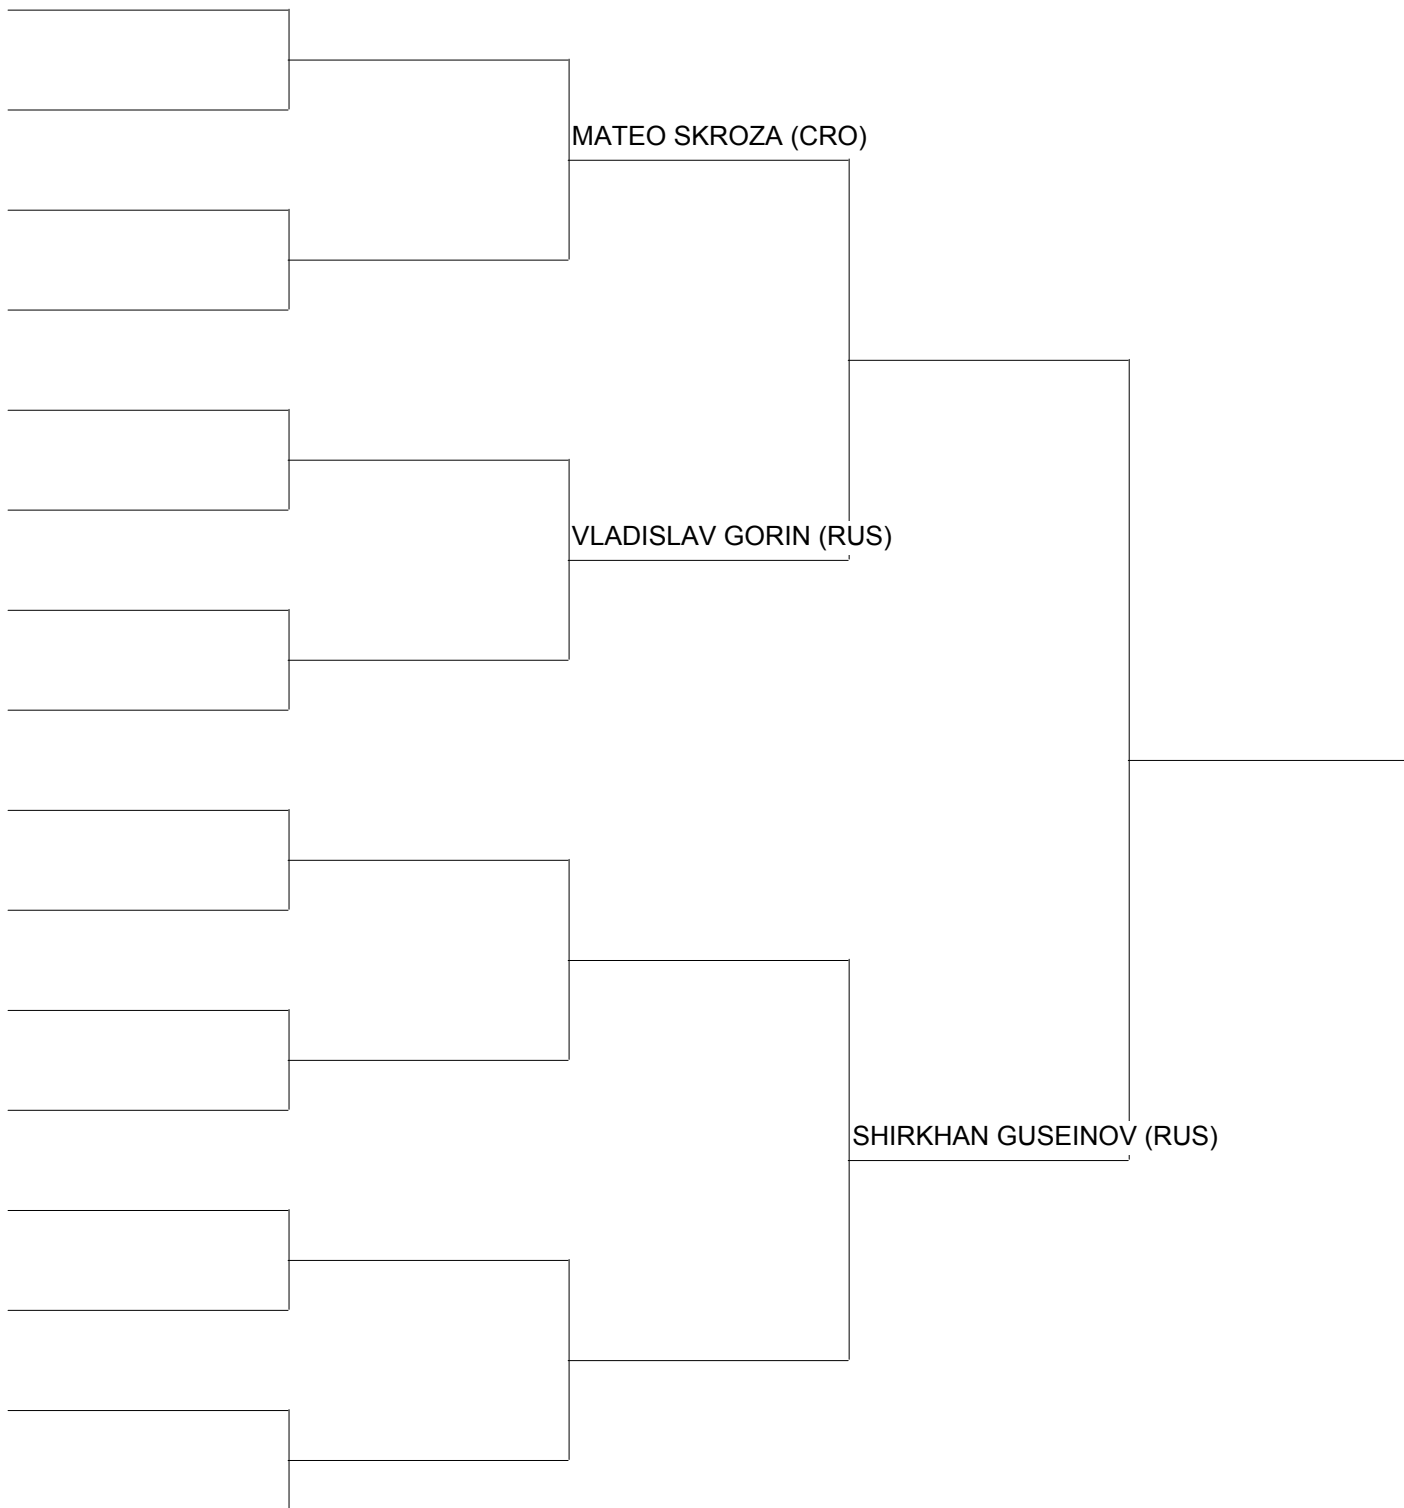 MATEO SKROZA (CRO)
VLADISLAV GORIN (RUS)
SHIRKHAN GUSEINOV (RUS)